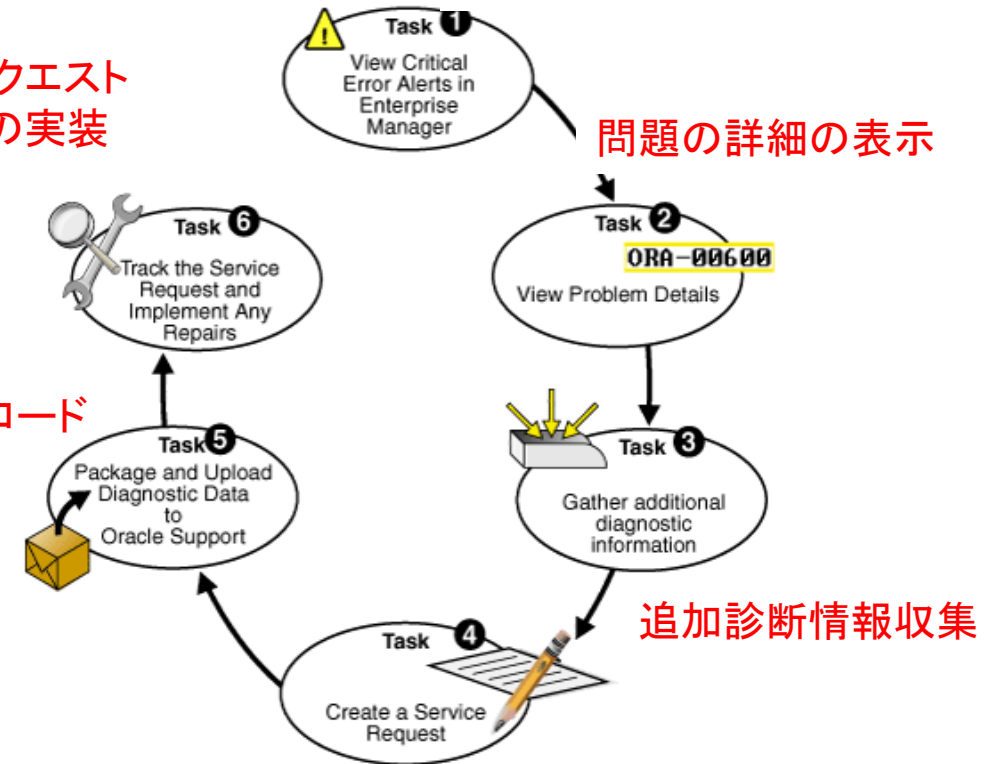 Task 1
View Critical
Error Alerts in
Enterprise
Manager
クエスト
の実装
問題の詳細の表示
Task 6
Track the Service
Request and
Implement Any
Repairs
Task 2
ORA-00600
View Problem Details
コード
Task 5
Package and Upload
Diagnostic Data
to
Oracle Support
Task 3
Gather additional
diagnostic
information
追加診断情報収集
Task 4
Create a Service
Request